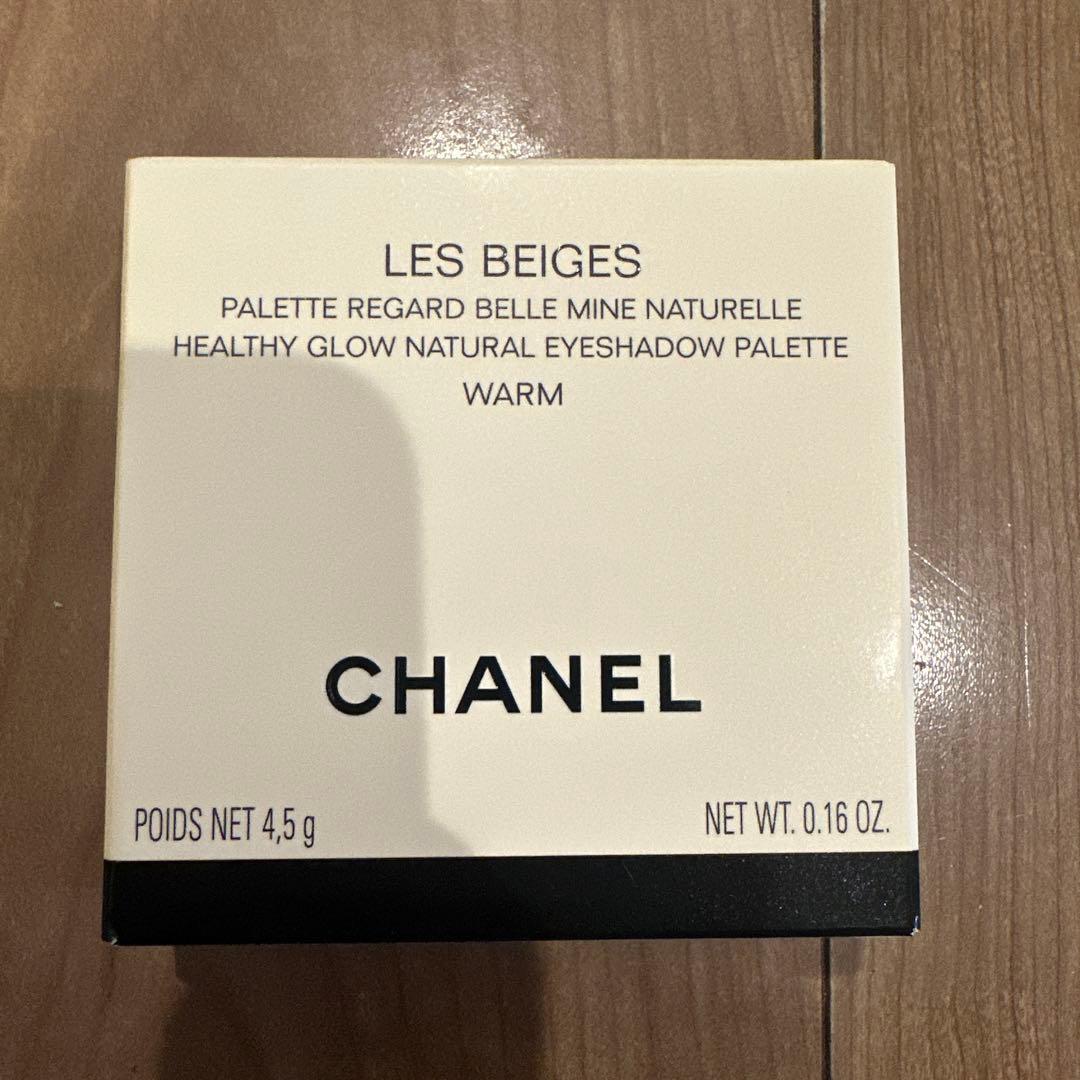 LES BEIGES
PALETTE REGARD BELLE MINE NATURELLE
HEALTHY GLOW NATURAL EYESHADOW PALETTE
WARM
CHANEL
POIDS NET 4,5 g
NET WT. 0.16 OZ.